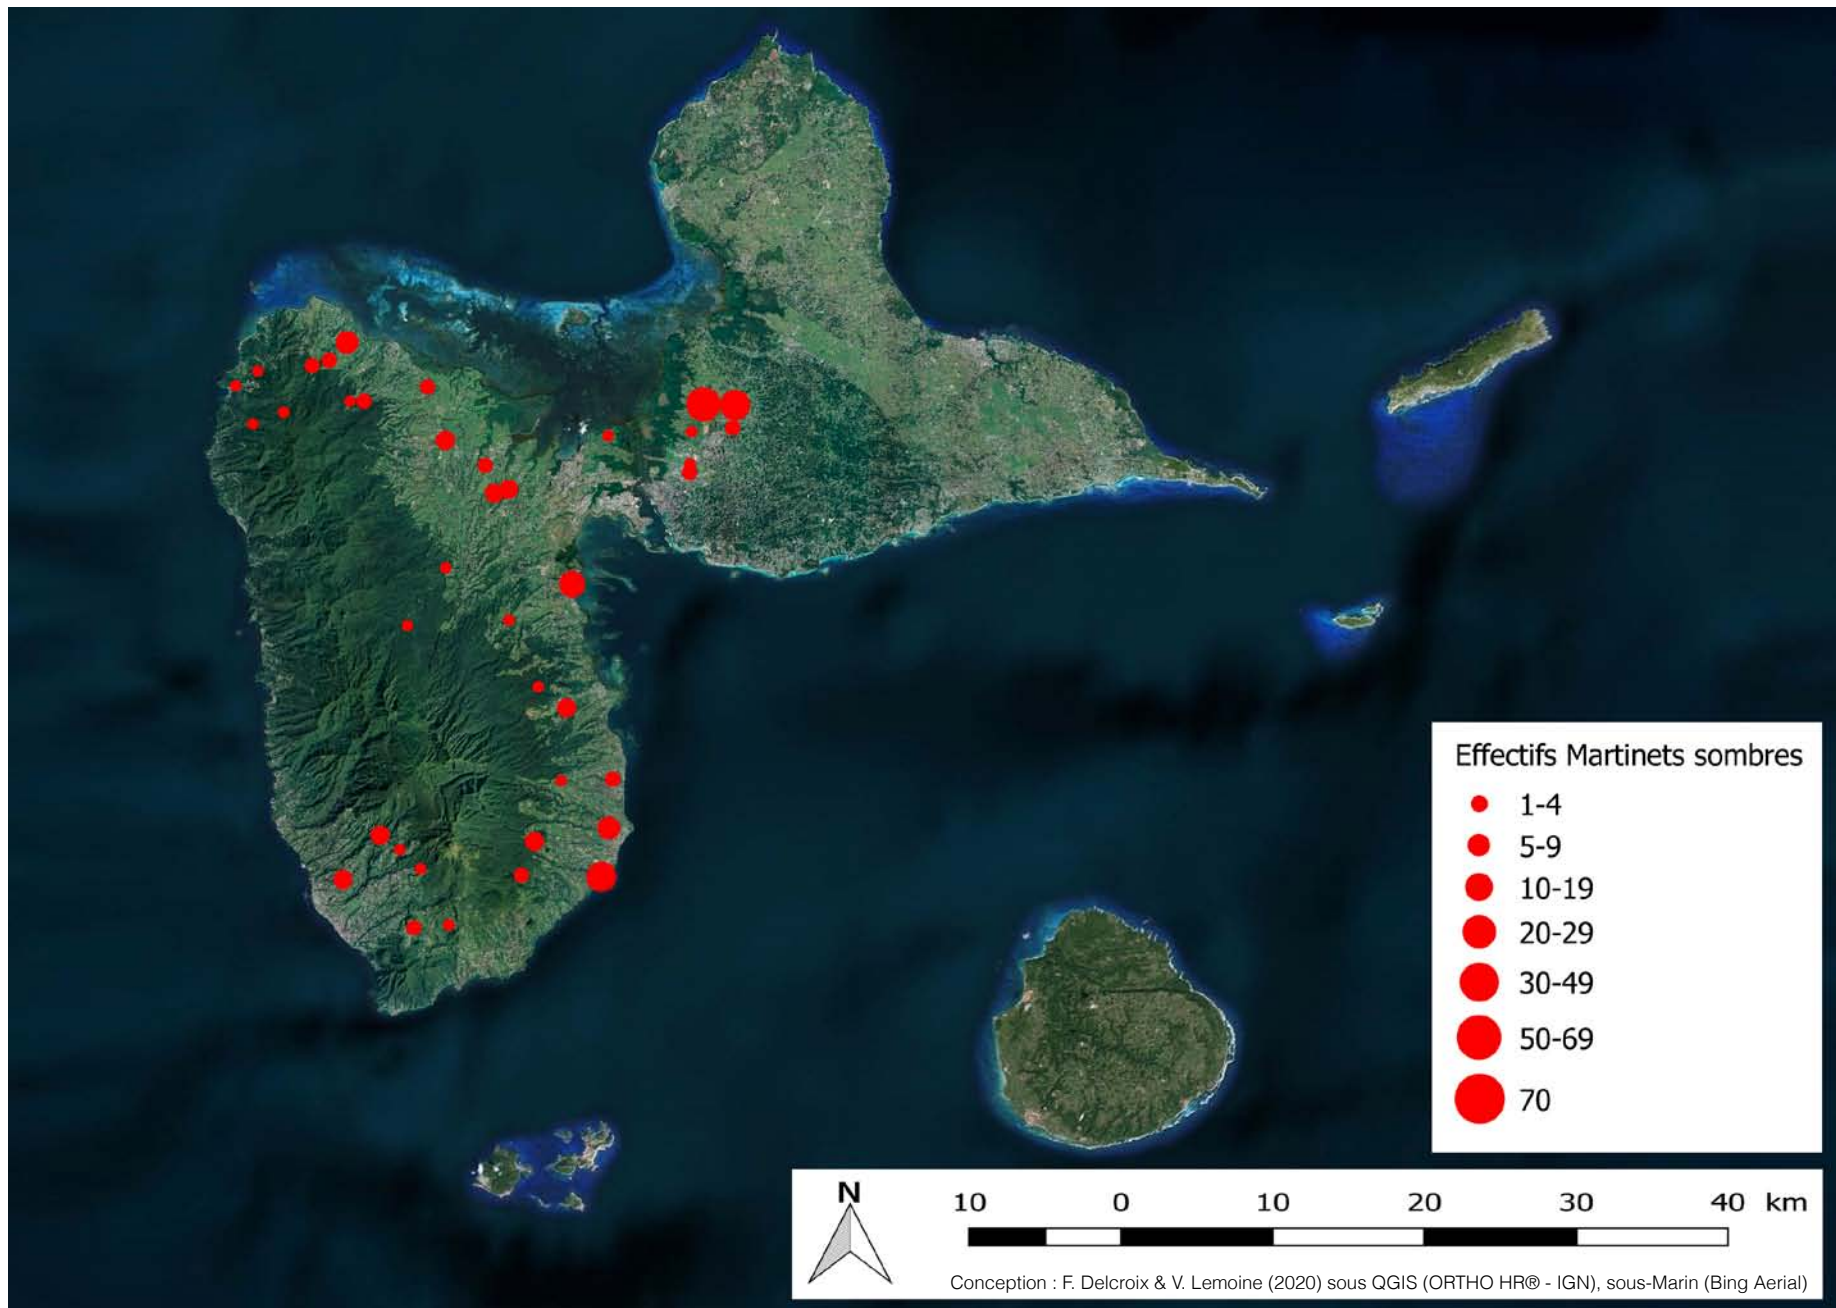 Effectifs Martinets sombres
1-4
5-9
10-19
20-29
30-49
50-69
70
N
10 0 10 20 30 40 km
Conception : F. Delcroix & V. Lemoine (2020) sous QGIS (ORTHO HR® - IGN), sous-Marin (Bing Aerial)